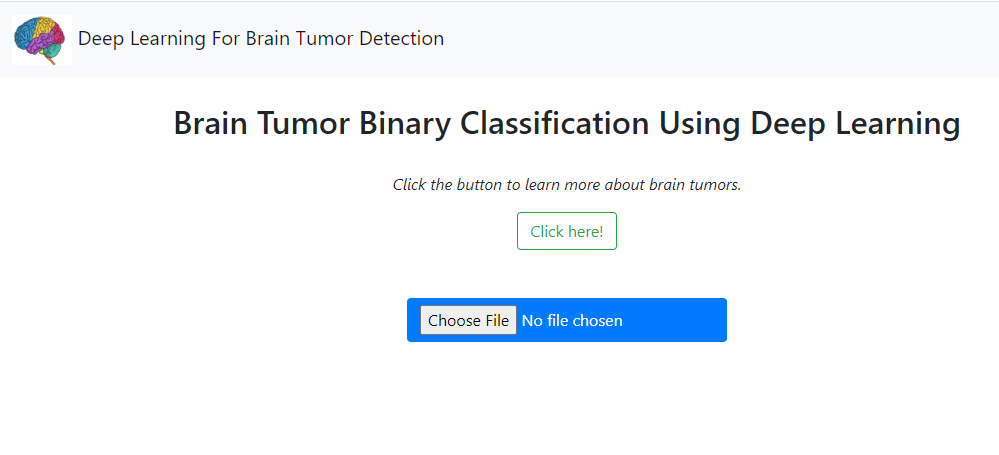 Deep Learning For Brain Tumor Detection
Brain Tumor Binary Classification Using Deep Learning
Click the button to learn more about brain tumors.
Click here!
Choose File No file chosen